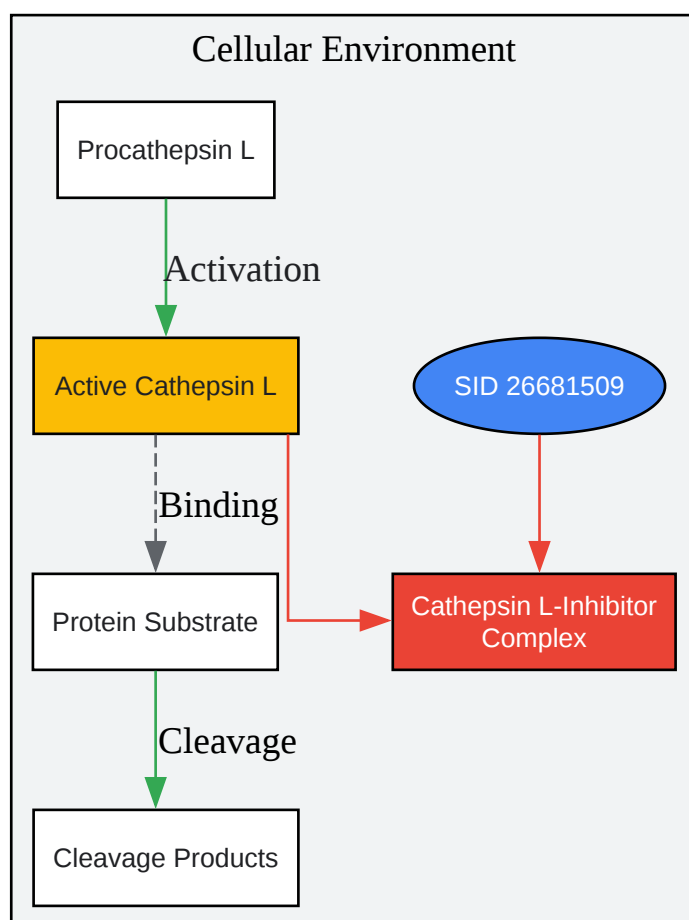 Cellular Environment
Procathepsin L
Activation
Active Cathepsin L
SID 26681509
Binding
Protein Substrate
Cathepsin L-Inhibitor
Complex
Cleavage
Cleavage Products